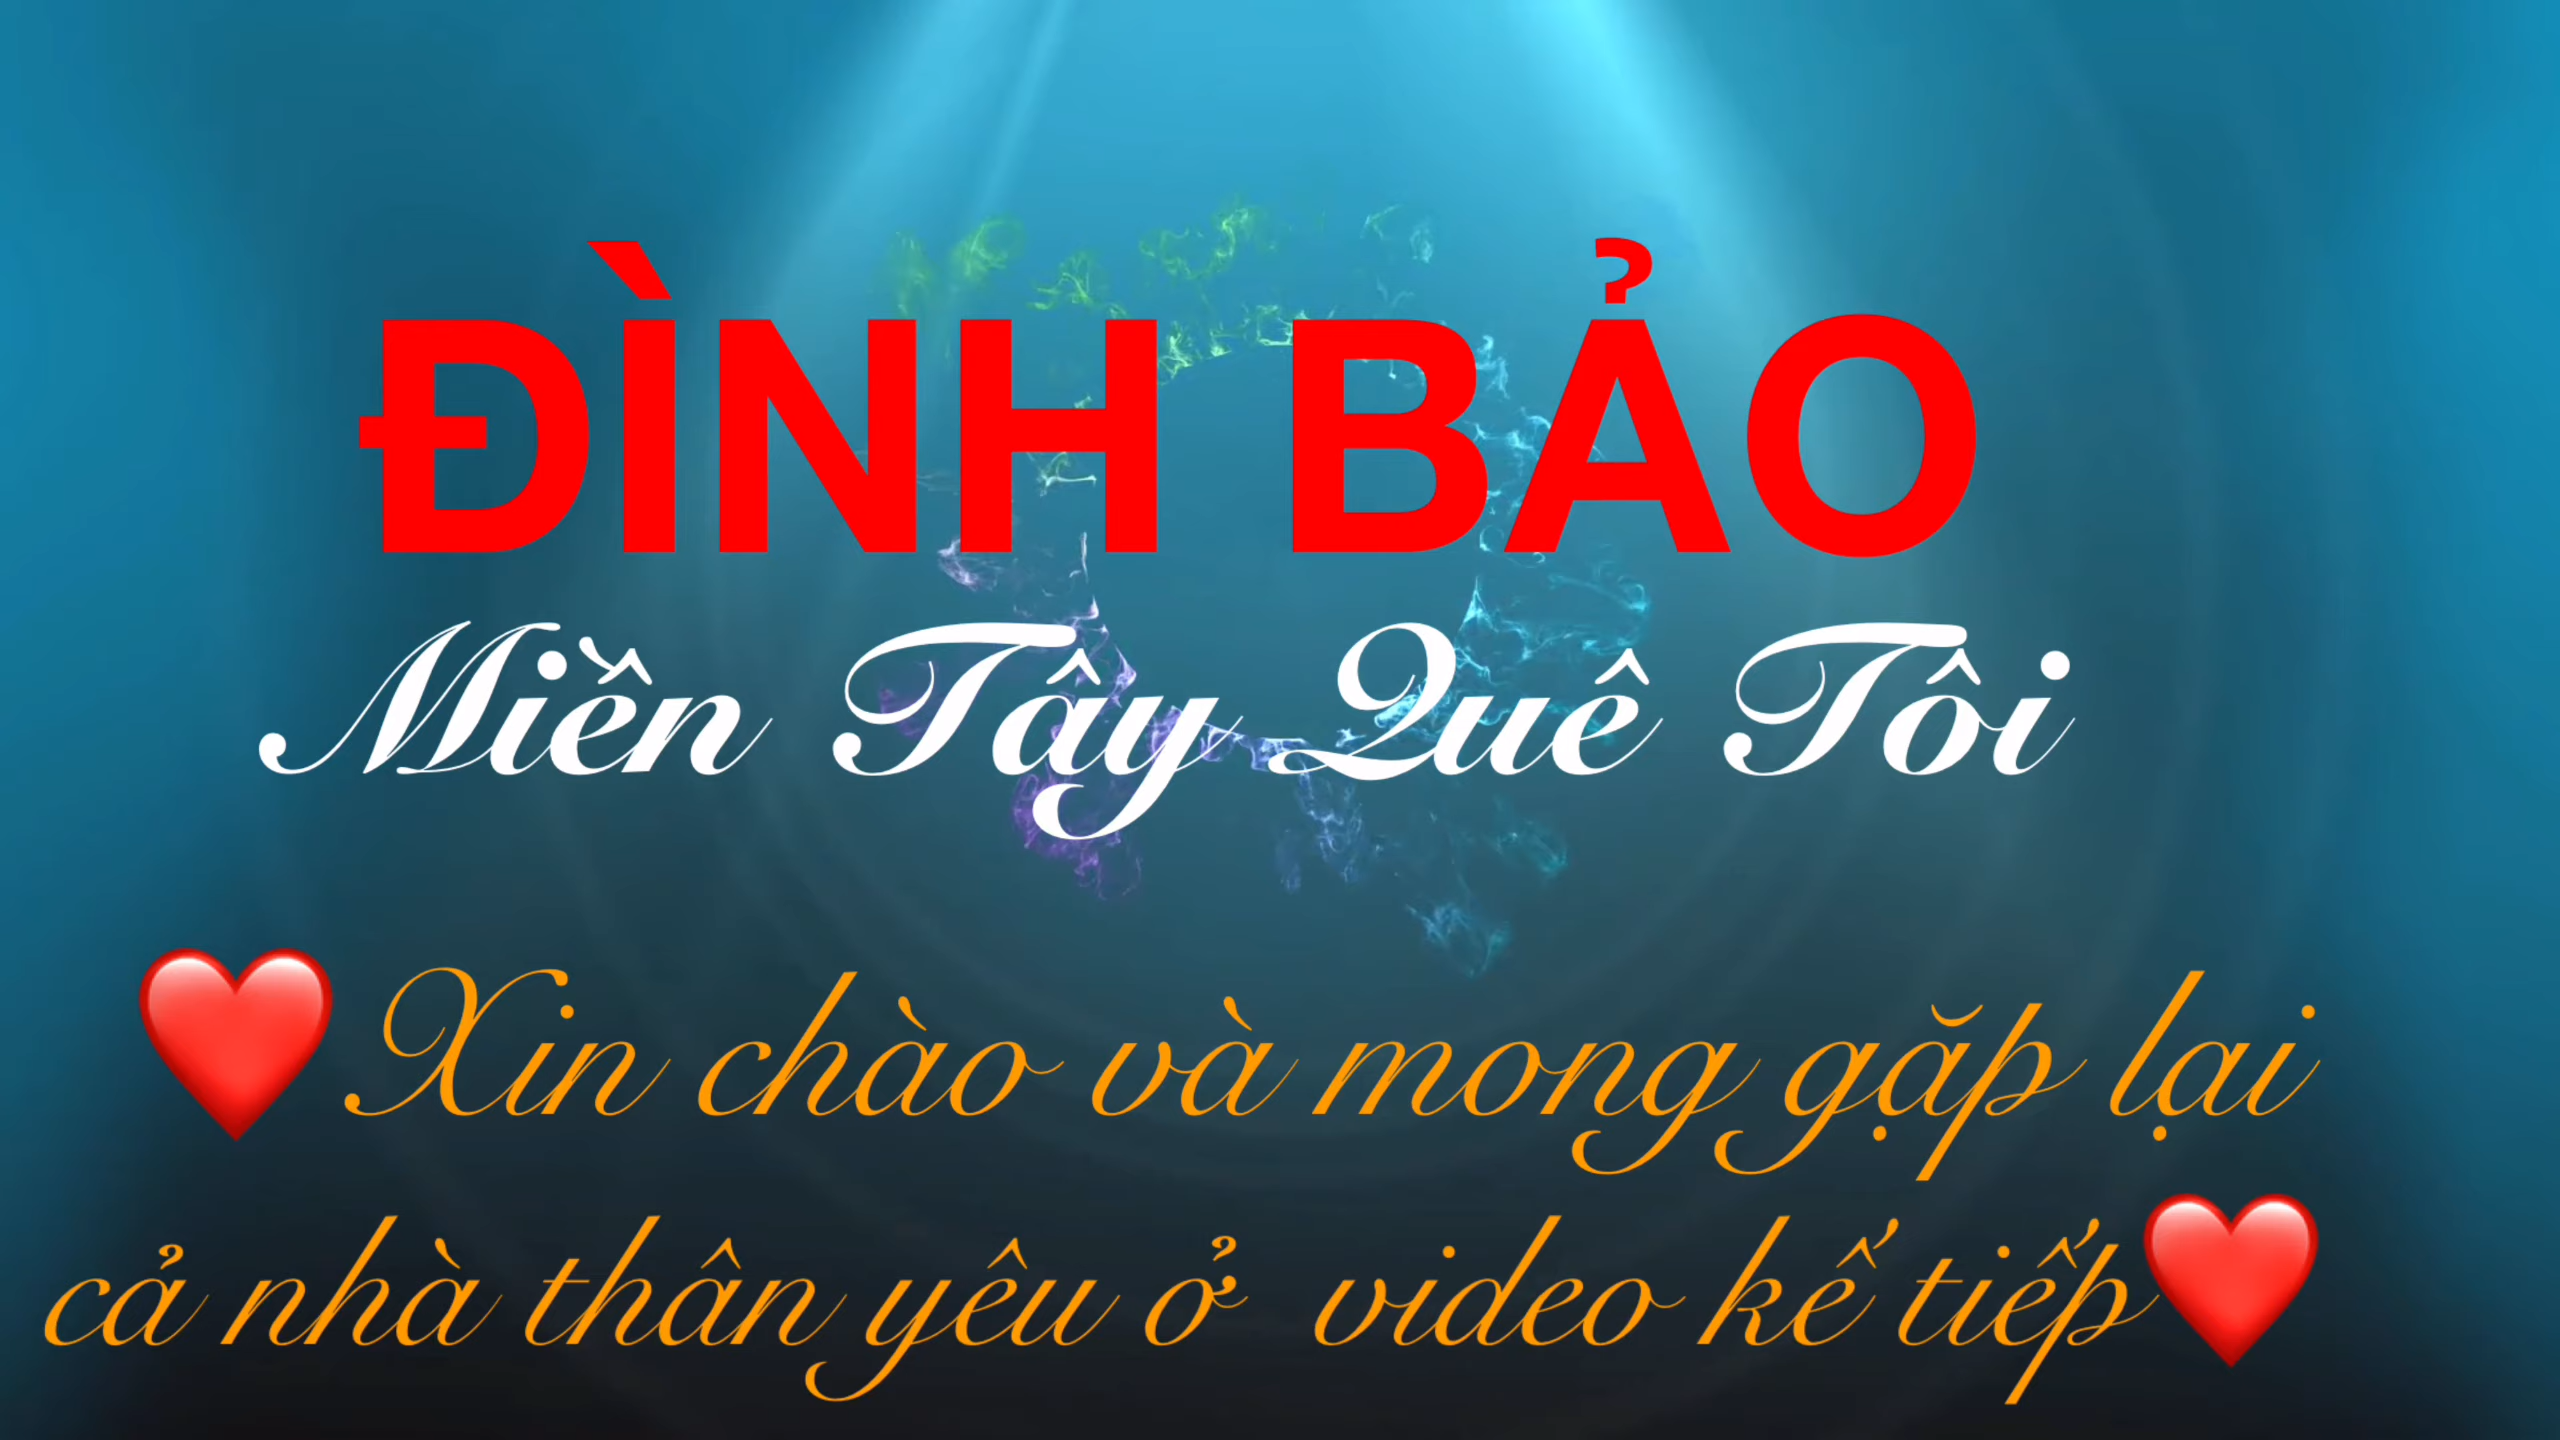 ĐÌNH BẢO
Miền Tây Quê Tôi
❤️Xin chào và mong gặp lại
cả nhà thân yêu ở video kế tiếp❤️